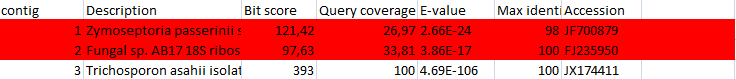 contig Description Bit score Query coverage E-value Max identi Accession
1 Zymoseptoria passerinii s 121,42 26,97 2.66E-24 98 JF700879
2 Fungal sp. AB17 18S ribos 97,63 33,81 3.86E-17 100 FJ235950
3 Trichosporon asahii isolat 393 100 4.69E-106 100 JX174411